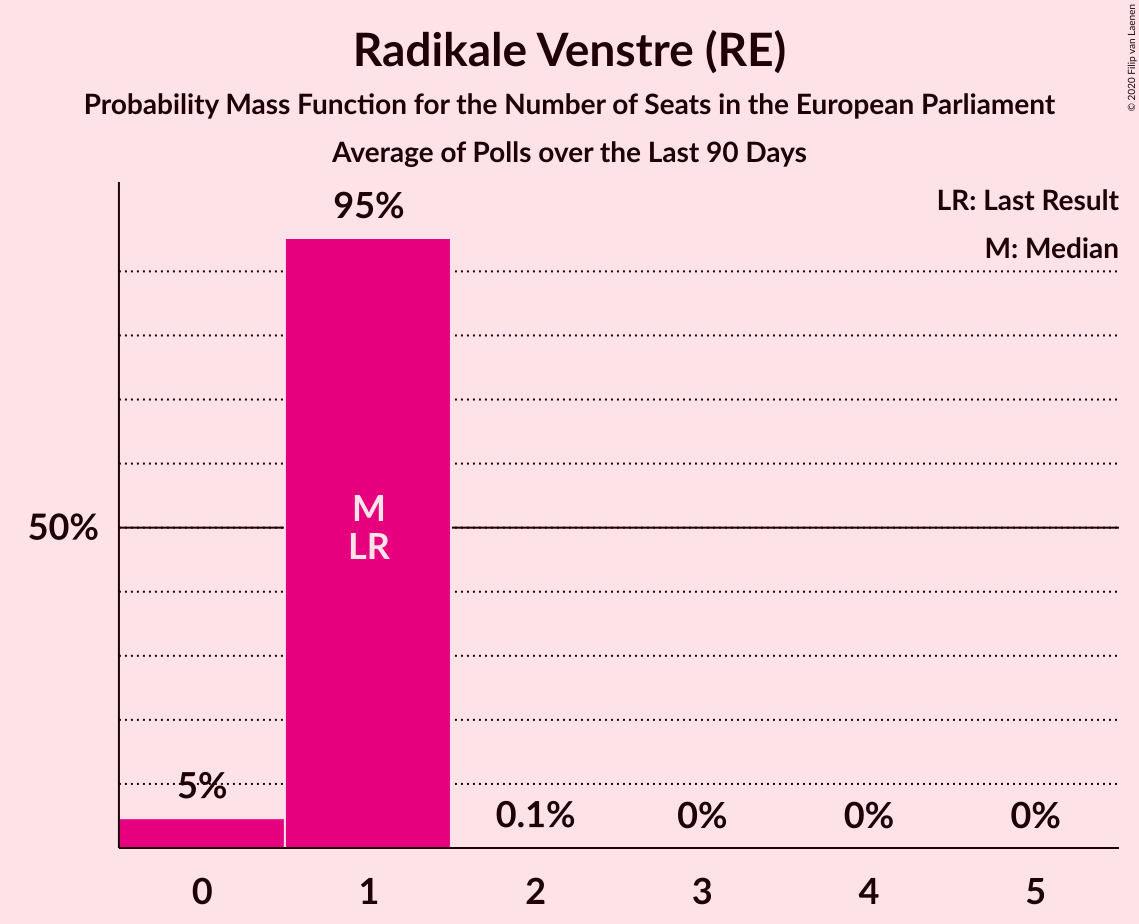 Radikale Venstre (RE)
Probability Mass Function for the Number of Seats in the European Parliament
Average of Polls over the Last 90 Days
© 2020 Filip van Laenen
LR: Last Result
M: Median
95%
50%
M
LR
5%
0.1%
0%
0%
0%
0
1
2
3
4
5